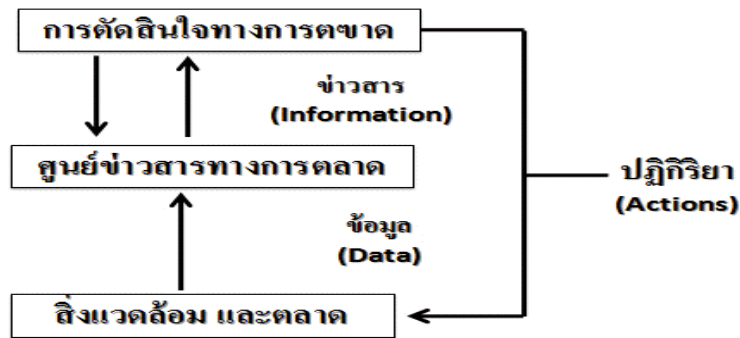 การตัดสินใจทางการตฃาด
ข่าวสาร
(Information)
ศูนย์ข่าวสารทางการตลาด
ปฏิกิริยา
(Actions)
ข้อมูล
(Data)
สิ่งแวดล้อม และตลาด